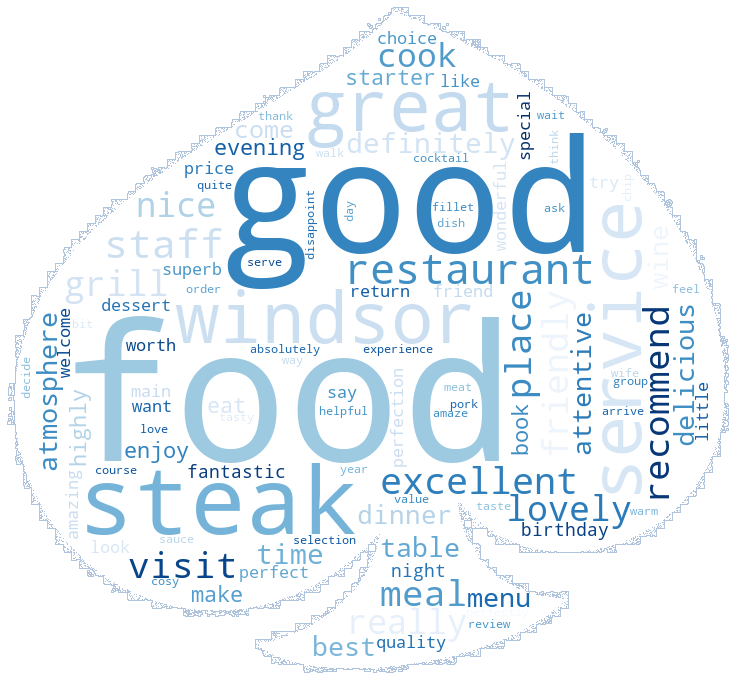 choice
cook
starter like
great
special
wait
thank
come
definitely
walk
think
evening
cocktail
good
price
quite
wonderful
try
chip
nice
disappoint
day
fillet
dish
ask
staff
service
wine
superb
serve
restaurant
grill
order
return
friend
feel
dessert
windsor
place
friendly
attentive
recommend
delicious
atmosphere
welcome
bit
worth
absolutely
experience
way
food
decide
main
say
meat
wife
group
want
eat
helpful
pork
arrive
little
tasty
amaze
love
perfection
book
highly
enjoy
course
fantastic
year
excellent
steak
amazing
value
taste
lovely
warm
dinner
birthday
look
sauce
selection
time
table
visit
cosy
perfect
night
make
meal
menu
really
review
best
quality